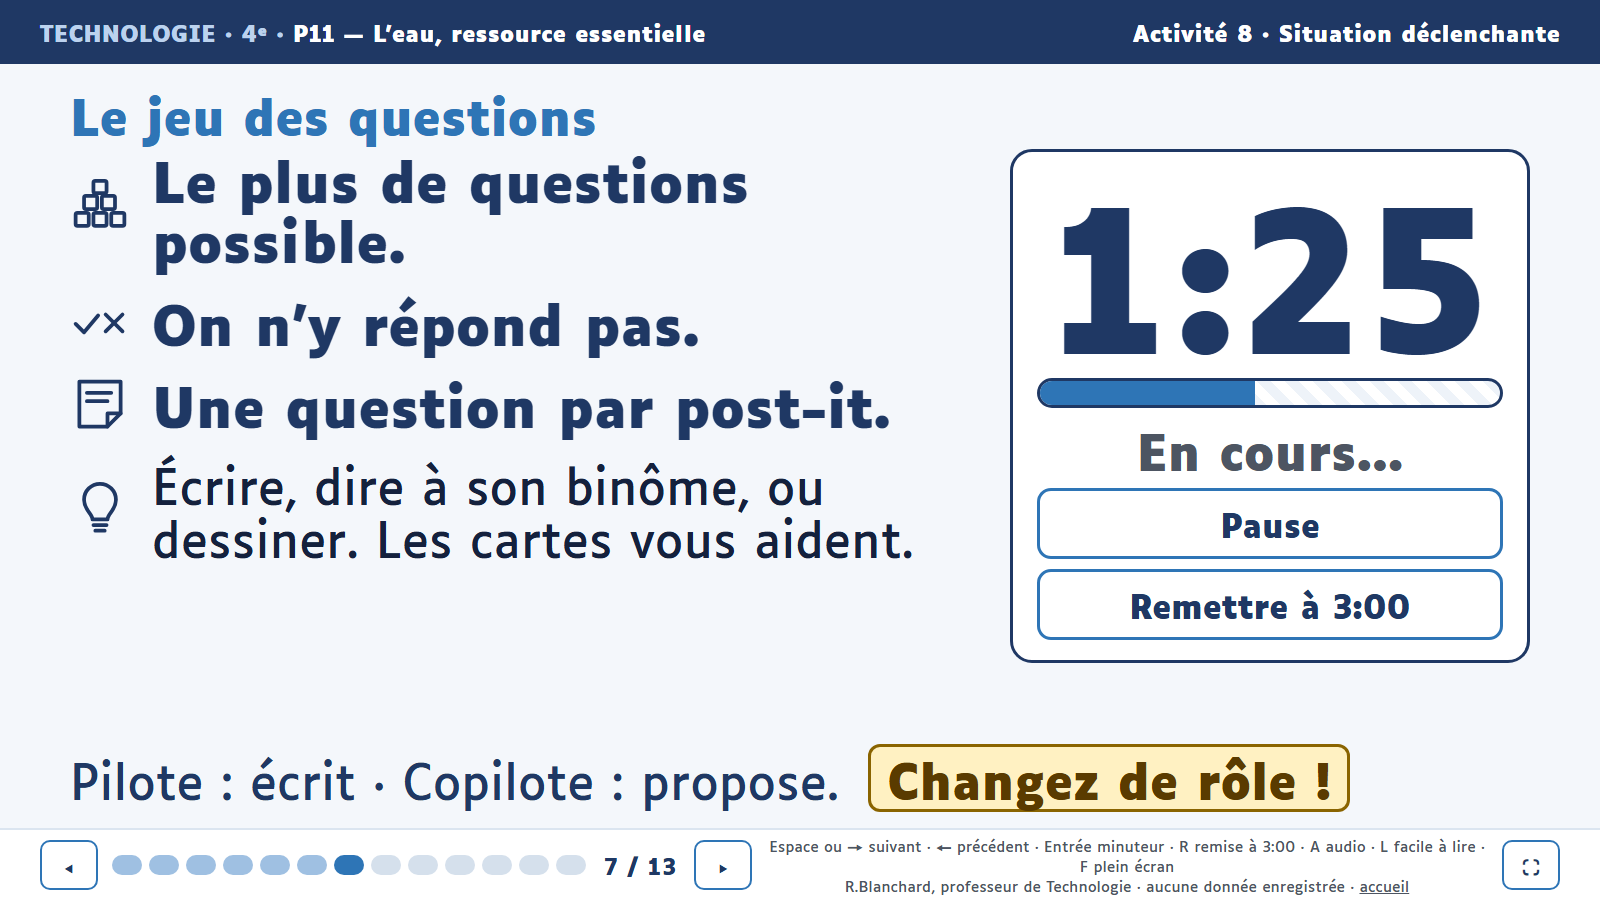 TECHNOLOGIE · 4ᵉ · P11 — L’eau, ressource essentielle
Activité 8 · Situation déclenchante
Le jeu des questions
Le plus de questions
possible.
On n’y répond pas.
Une question par post-it.
Écrire, dire à son binôme, ou
dessiner. Les cartes vous aident.
1:25
En cours…
Pause
Remettre à 3:00
Pilote : écrit · Copilote : propose.
Changez de rôle !
7 / 13
Espace ou → suivant · ← précédent · Entrée minuteur · R remise à 3:00 · A audio · L facile à lire ·
F plein écran
R.Blanchard, professeur de Technologie · aucune donnée enregistrée · accueil